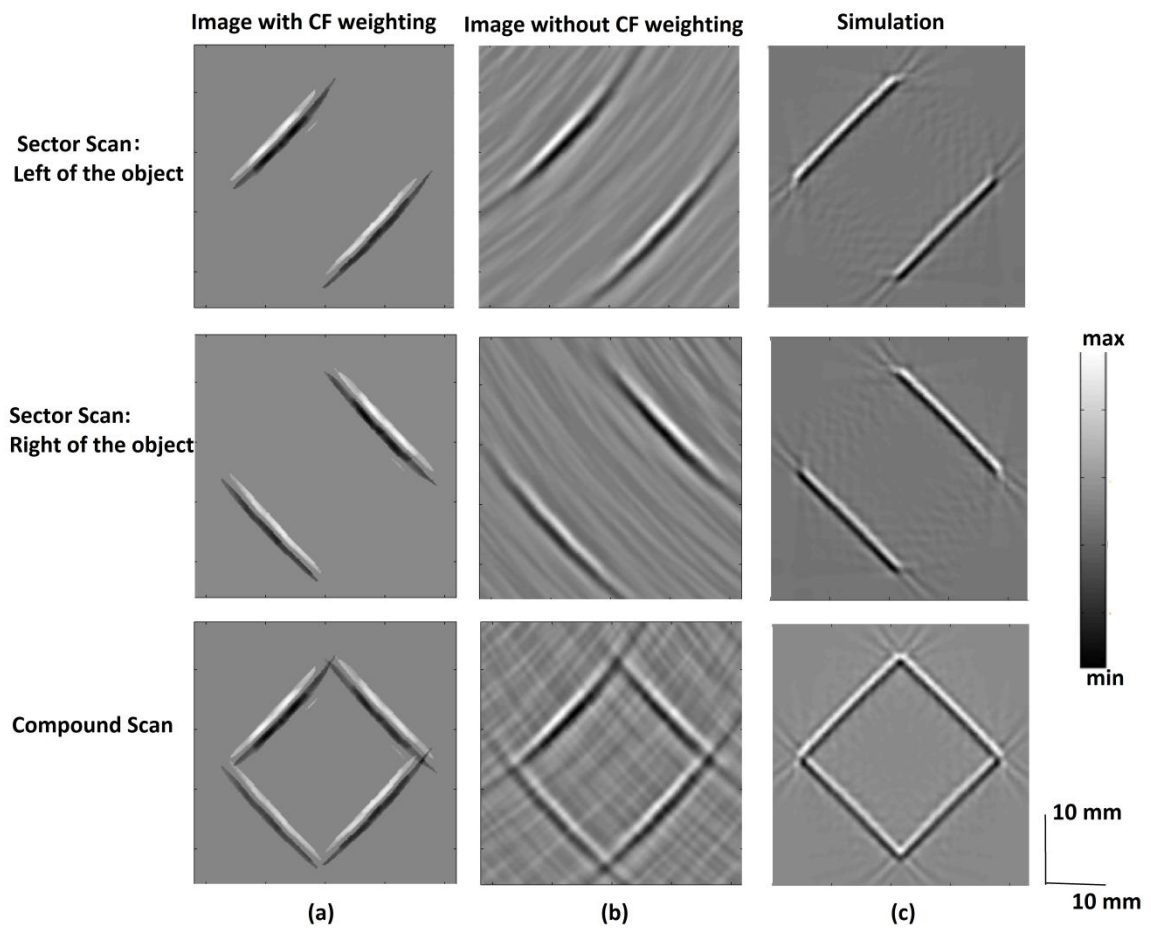 Image with CF weighting
Image without CF weighting
Simulation
Sector Scan:
Left of the object
Sector Scan:
Right of the object
max
min
Compound Scan
10 mm
10 mm
(a)
(b)
(c)